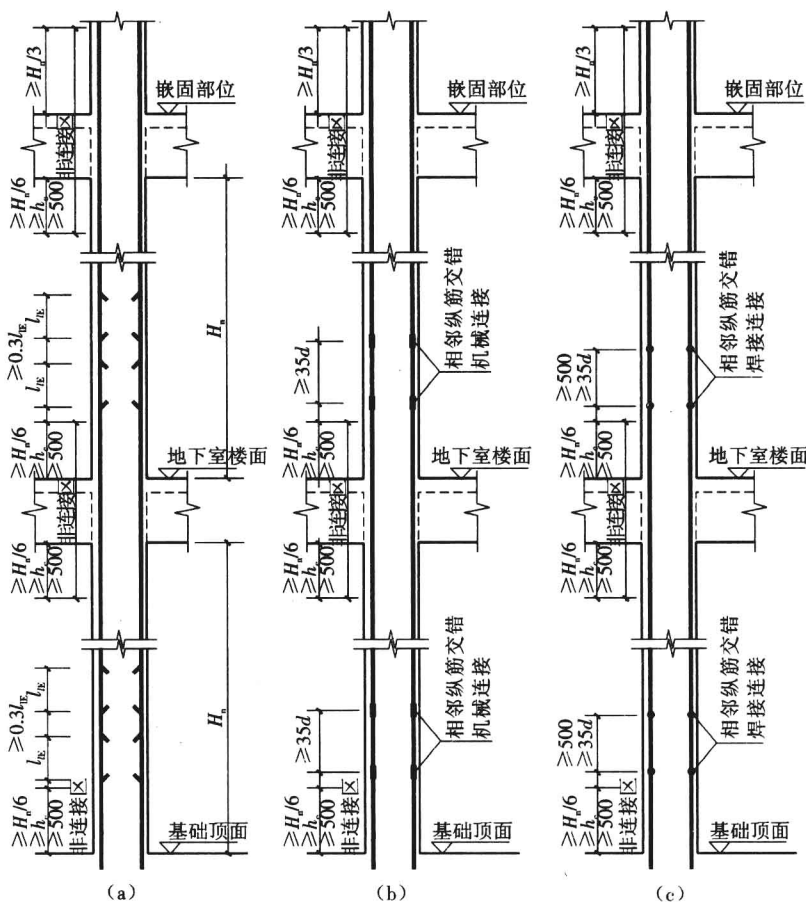 ≥Hn/3
嵌固部位
非连接区
≥Hn/6
≥hc
≥500
≥0.3llE
llE
llE
Hn
≥Hn/6
≥hc
≥500
地下室楼面
非连接区
≥Hn/6
≥hc
≥500
≥0.3llE
llE
llE
Hn
≥Hn/6
≥hc
≥500
非连接区
基础顶面
(a)
≥Hn/3
嵌固部位
非连接区
≥Hn/6
≥hc
≥500
≥35d
相邻纵筋交错
机械连接
≥Hn/6
≥hc
≥500
地下室楼面
非连接区
≥Hn/6
≥hc
≥500
≥35d
相邻纵筋交错
机械连接
≥Hn/6
≥hc
≥500
非连接区
基础顶面
(b)
≥Hn/3
嵌固部位
非连接区
≥Hn/6
≥hc
≥500
≥500
≥35d
相邻纵筋交错
焊接连接
≥Hn/6
≥hc
≥500
地下室楼面
非连接区
≥Hn/6
≥hc
≥500
≥500
≥35d
相邻纵筋交错
焊接连接
≥Hn/6
≥hc
≥500
非连接区
基础顶面
(c)